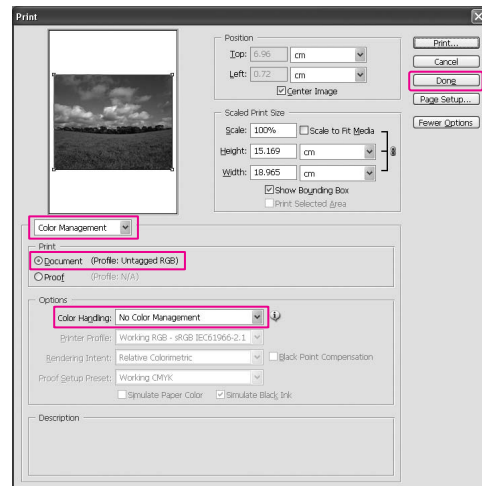 Print
Position
Top: 6.96 cm
Left: 0.72 cm
Center Image
Scaled Print Size
Scale: 100% Scale to Fit Media
Height: 15.169 cm
Width: 18.965 cm
Show Bounding Box
Print Selected Area
Print...
Cancel
Done
Page Setup...
Fewer Options
Color Management
Print
Document (Profile: Untagged RGB)
Proof (Profile: N/A)
Options
Color Handling: No Color Management
Printer Profile: Working RGB - sRGB IEC61966-2.1
Rendering Intent: Relative Colorimetric Black Point Compensation
Proof Setup Preset: Working CMYK
Simulate Paper Color Simulate Black Ink
Description